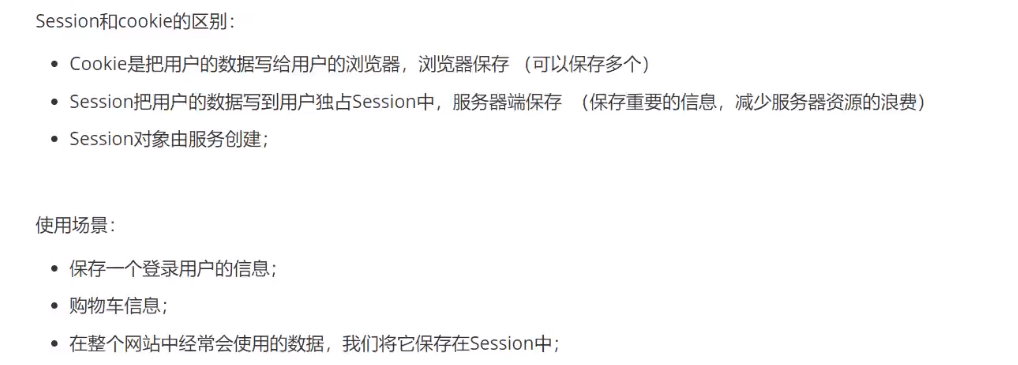 Session和cookie的区别：
• Cookie是把用户的数据写给用户的浏览器，浏览器保存 （可以保存多个）
• Session把用户的数据写到用户独占Session中，服务器端保存 （保存重要的信息，减少服务器资源的浪费）
• Session对象由服务创建；
使用场景：
• 保存一个登录用户的信息；
• 购物车信息；
• 在整个网站中经常会使用的数据，我们将它保存在Session中；